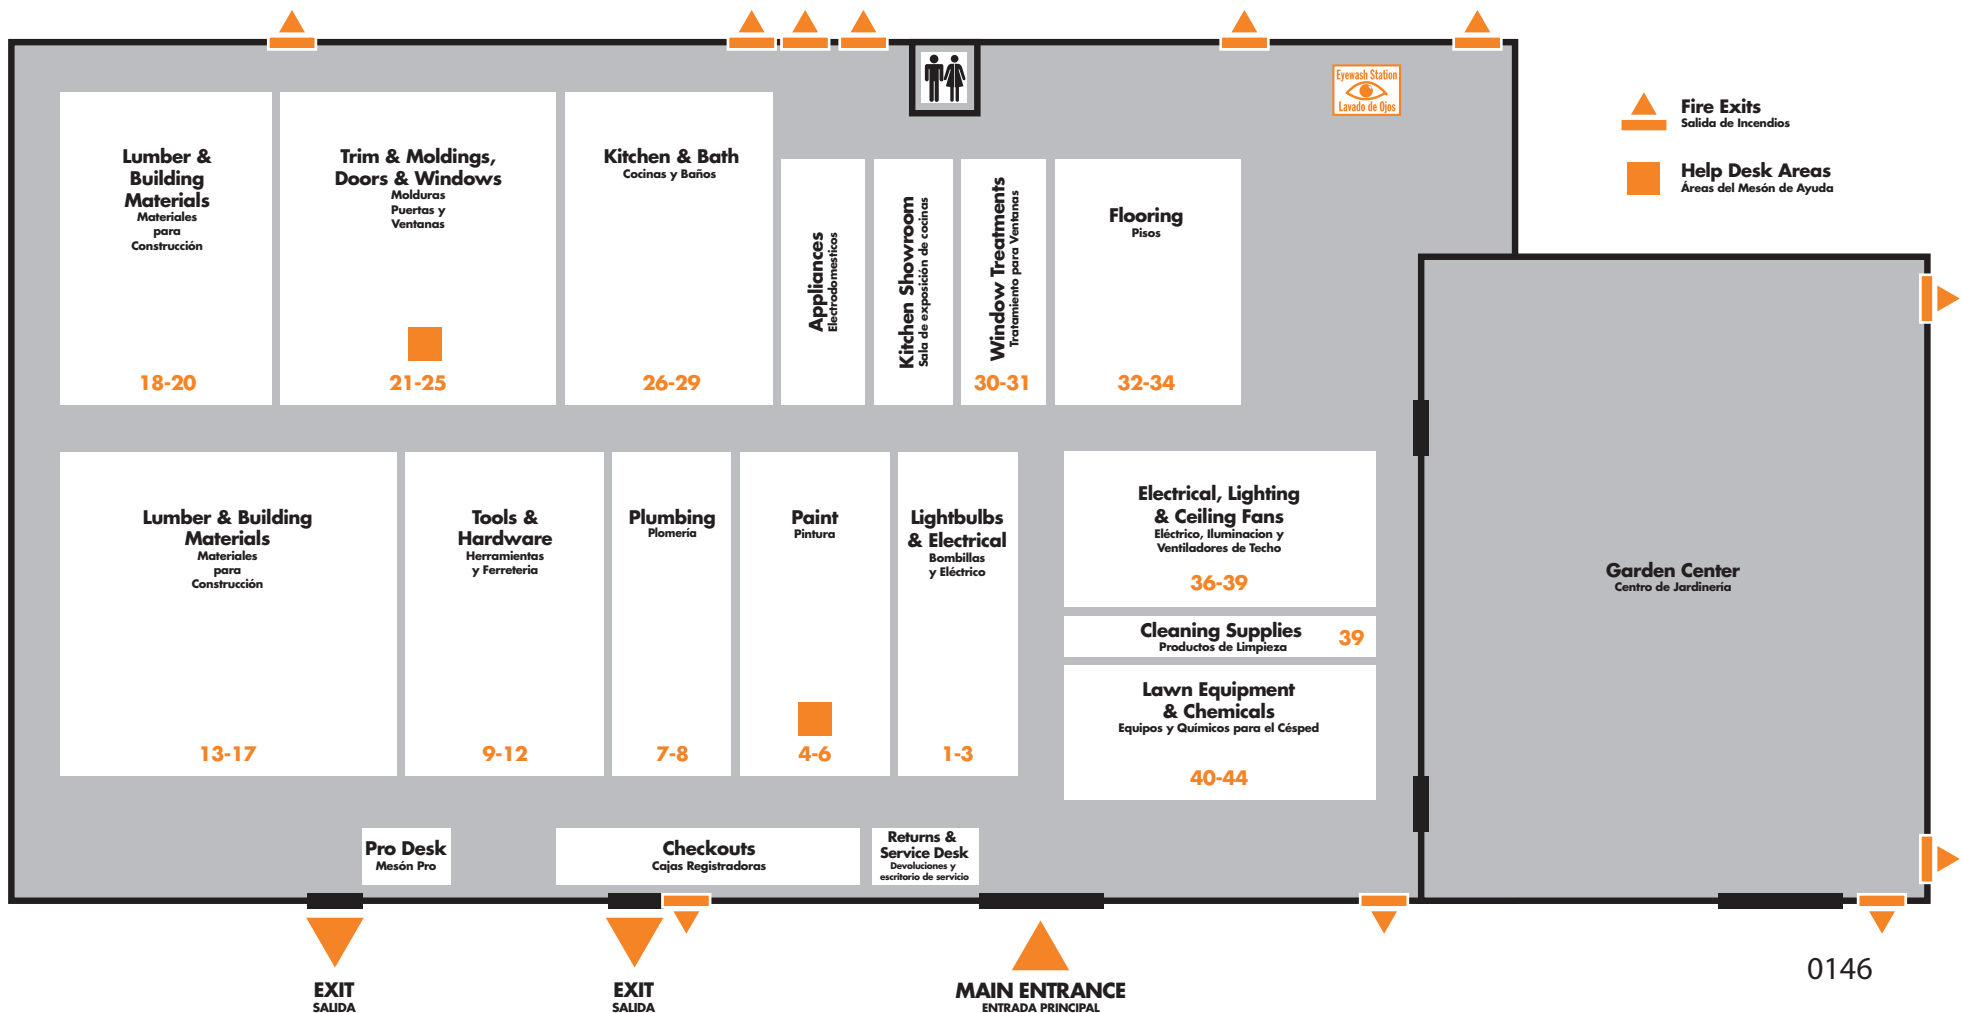 Eyewash Station
Lavado de Ojos
Fire Exits
Salida de Incendios
Help Desk Areas
Áreas del Mesón de Ayuda
Lumber &
Building
Materials
Materiales
para
Construcción
18-20
Trim & Moldings,
Doors & Windows
Molduras
Puertas y
Ventanas
21-25
Kitchen & Bath
Cocinas y Baños
26-29
Appliances
Electrodomesticos
Kitchen Showroom
Sala de exposición de cocinas
Window Treatments
Tratamiento para Ventanas
30-31
Flooring
Pisos
32-34
Lumber & Building
Materials
Materiales
para
Construcción
13-17
Tools &
Hardware
Herramientas
y Ferreteria
9-12
Plumbing
Plomería
7-8
Paint
Pintura
4-6
Lightbulbs
& Electrical
Bombillas
y Eléctrico
1-3
Electrical, Lighting
& Ceiling Fans
Eléctrico, Iluminacion y
Ventiladores de Techo
36-39
Cleaning Supplies
Productos de Limpieza
39
Lawn Equipment
& Chemicals
Equipos y Químicos para el Césped
40-44
Garden Center
Centro de Jardinería
Pro Desk
Mesón Pro
Checkouts
Cajas Registradoras
Returns &
Service Desk
Devoluciones y
escritorio de servicio
EXIT
SALIDA
EXIT
SALIDA
MAIN ENTRANCE
ENTRADA PRINCIPAL
0146